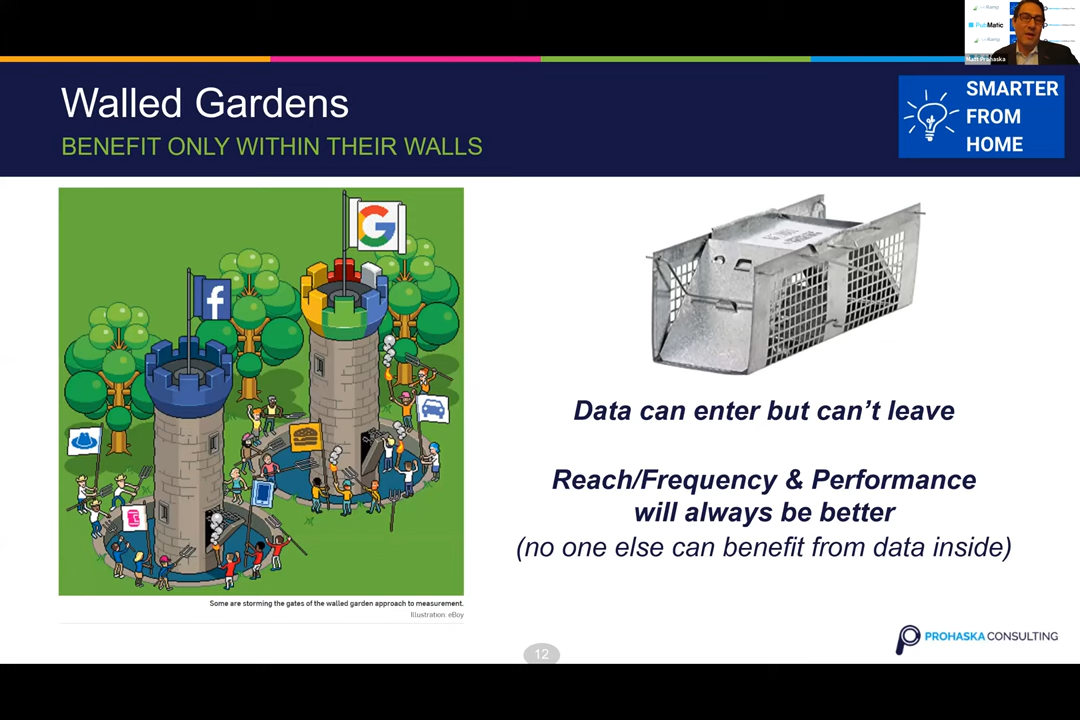 PubMatic
Matt Prohaska
Walled Gardens
BENEFIT ONLY WITHIN THEIR WALLS
SMARTER
FROM
HOME
G
f
Data can enter but can't leave
Reach/Frequency & Performance
will always be better
(no one else can benefit from data inside)
Some are storming the gates of the walled garden approach to measurement.
Illustration: eBoy
PROHASKA CONSULTING
12